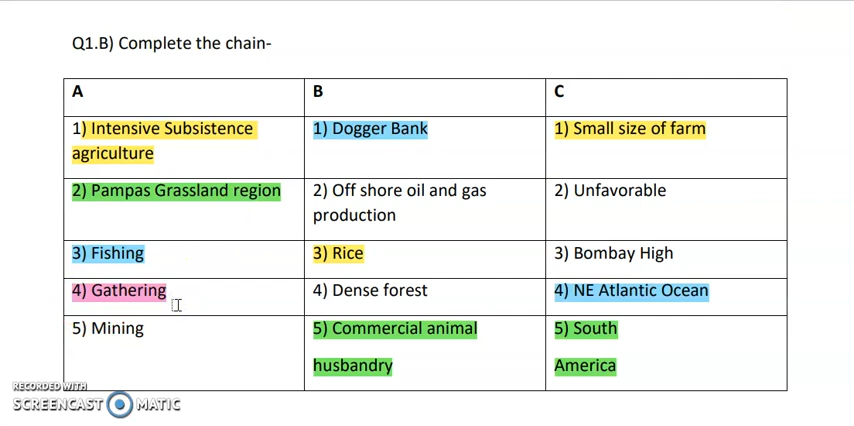 Q1.B) Complete the chain-
A
B
C
1) Intensive Subsistence
agriculture
1) Dogger Bank
1) Small size of farm
2) Pampas Grassland region
2) Off shore oil and gas
production
2) Unfavorable
3) Fishing
3) Rice
3) Bombay High
4) Gathering
4) Dense forest
4) NE Atlantic Ocean
5) Mining
5) Commercial animal
husbandry
5) South
America
RECORDED WITH
SCREENCAST MATIC